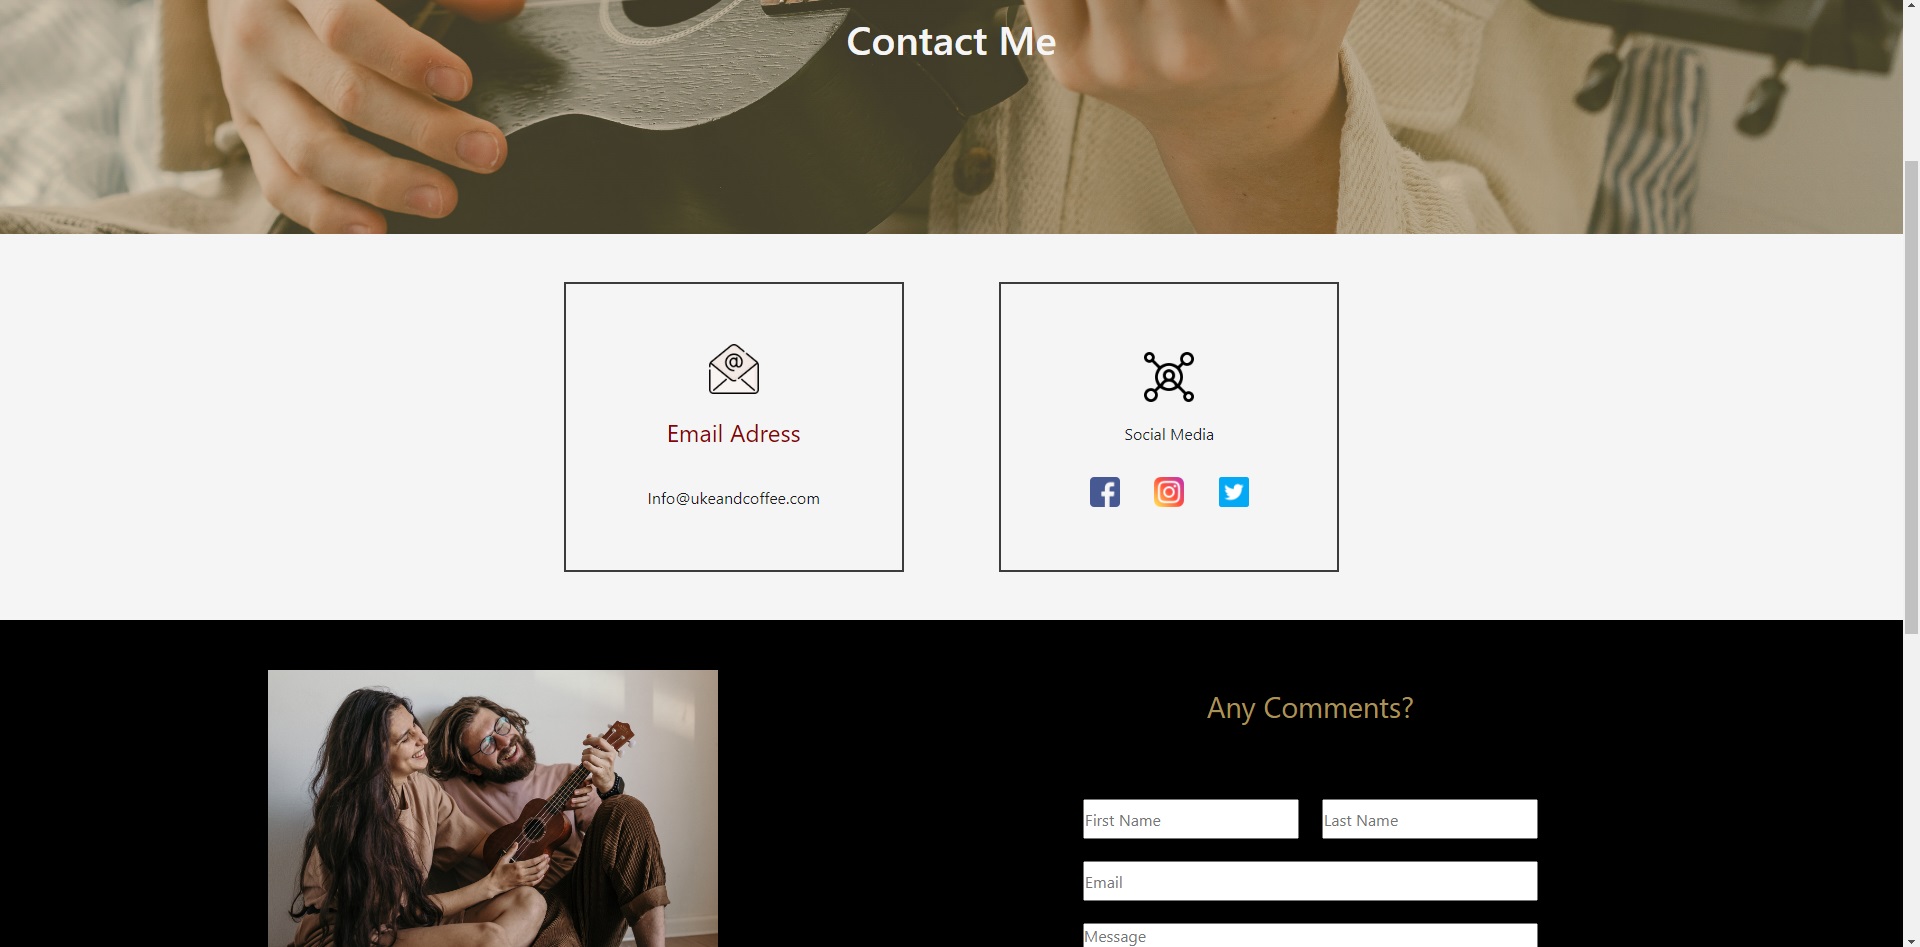 Contact Me
Email Adress
Info@ukeandcoffee.com
Social Media
Any Comments?
First Name
Last Name
Email
Message